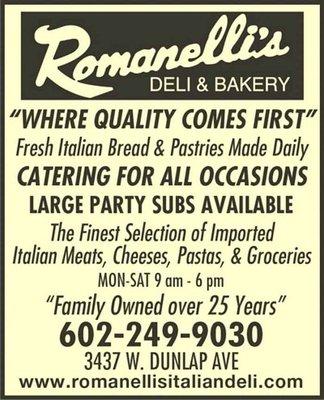 Romanelli's
DELI & BAKERY
"WHERE QUALITY COMES FIRST"
Fresh Italian Bread & Pastries Made Daily
CATERING FOR ALL OCCASIONS
LARGE PARTY SUBS AVAILABLE
The Finest Selection of Imported
Italian Meats, Cheeses, Pastas, & Groceries
MON-SAT 9 am - 6 pm
"Family Owned over 25 Years"
602-249-9030
3437 W. DUNLAP AVE
www.romanellisitaliandeli.com